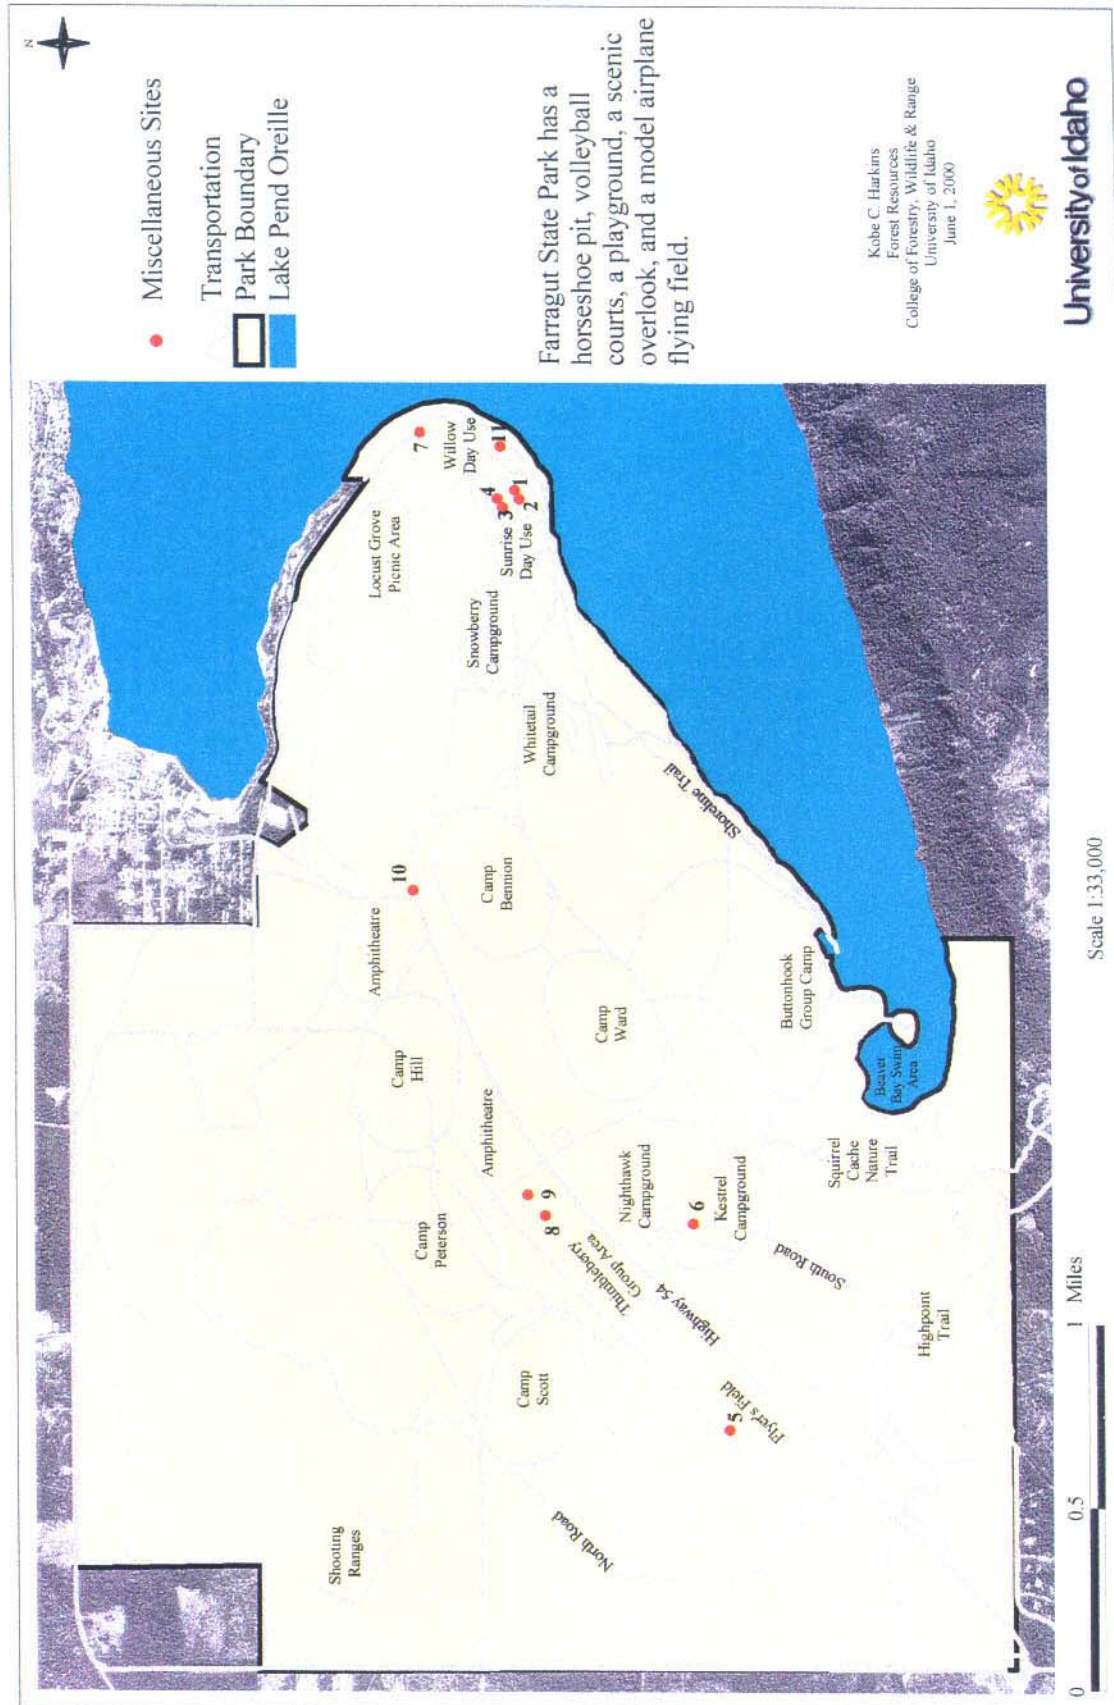 N
Miscellaneous Sites
Transportation
Park Boundary
Lake Pend Oreille
Farragut State Park has a
horseshoe pit, volleyball
courts, a playground, a scenic
overlook, and a model airplane
flying field.
Kobe C. Harkins
Forest Resources
College of Forestry, Wildlife & Range
University of Idaho
June 1, 2000
University of Idaho
Shooting
Ranges
North Road
Camp
Scott
Flyer's Field
5
Camp
Peterson
Thimbleberry
Group Area
Highway 54
8
9
Amphitheatre
Nighthawk
Campground
6
Kestrel
Campground
South Road
Highpoint
Trail
Squirrel
Cache
Nature
Trail
Camp
Hill
Amphitheatre
10
Camp
Ward
Camp
Bennion
Buttonhook
Group Camp
Beaver
Bay Swim
Area
Shoreline Trail
Whitetail
Campground
Snowberry
Campground
Locust Grove
Picnic Area
Sunrise
Day Use
3
4
2
1
Willow
Day Use
7
11
0
0.5
1 Miles
Scale 1:33,000